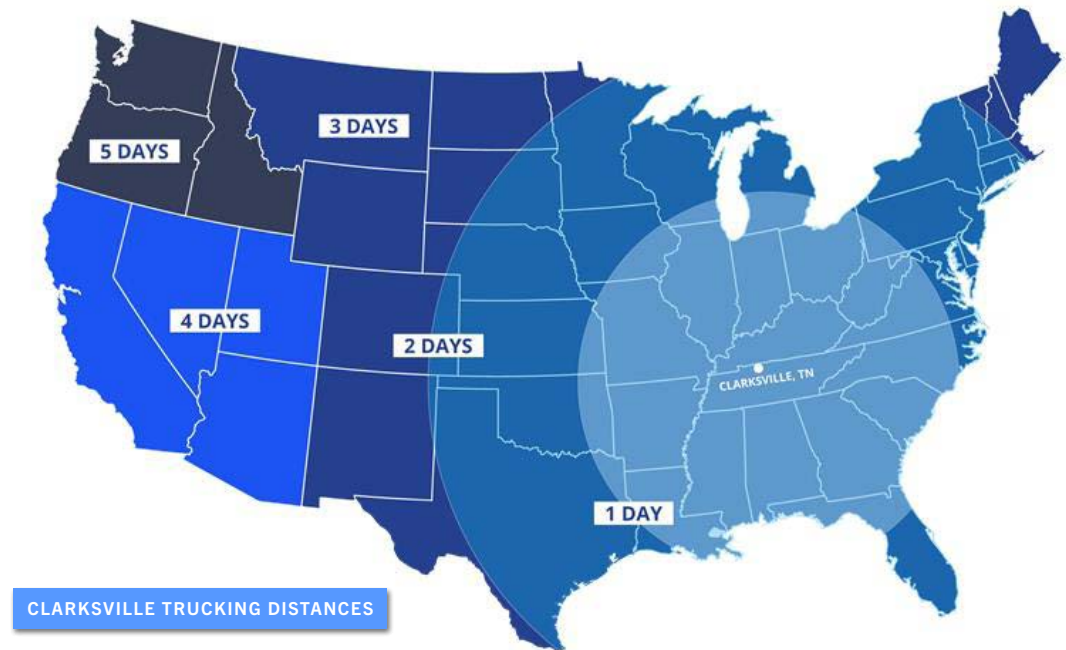 3 DAYS
5 DAYS
4 DAYS
2 DAYS
CLARKSVILLE, TN
1 DAY
CLARKSVILLE TRUCKING DISTANCES